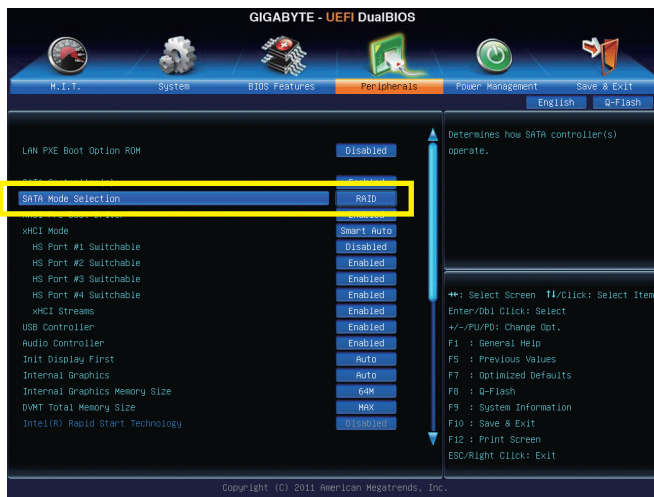 GIGABYTE - UEFI DualBIOS
M.I.T. System BIOS Features Peripherals Power Management Save & Exit
English Q-Flash
LAN PXE Boot Option ROM Disabled
SATA Mode Selection RAID
xHCI Mode Smart Auto
HS Port #1 Switchable Disabled
HS Port #2 Switchable Enabled
HS Port #3 Switchable Enabled
HS Port #4 Switchable Enabled
xHCI Streams Enabled
USB Controller Enabled
Audio Controller Enabled
Init Display First Auto
Internal Graphics Auto
Internal Graphics Memory Size 64M
DVMT Total Memory Size MAX
Intel(R) Rapid Start Technology Disabled
Determines how SATA controller(s)
operate.
: Select Screen ↑↓/Click: Select Item
Enter/Dbl Click: Select
+/-/PU/PD: Change Opt.
F1 : General Help
F5 : Previous Values
F7 : Optimized Defaults
F8 : Q-Flash
F9 : System Information
F10 : Save & Exit
F12 : Print Screen
ESC/Right Click: Exit
Copyright (C) 2011 American Megatrends, Inc.